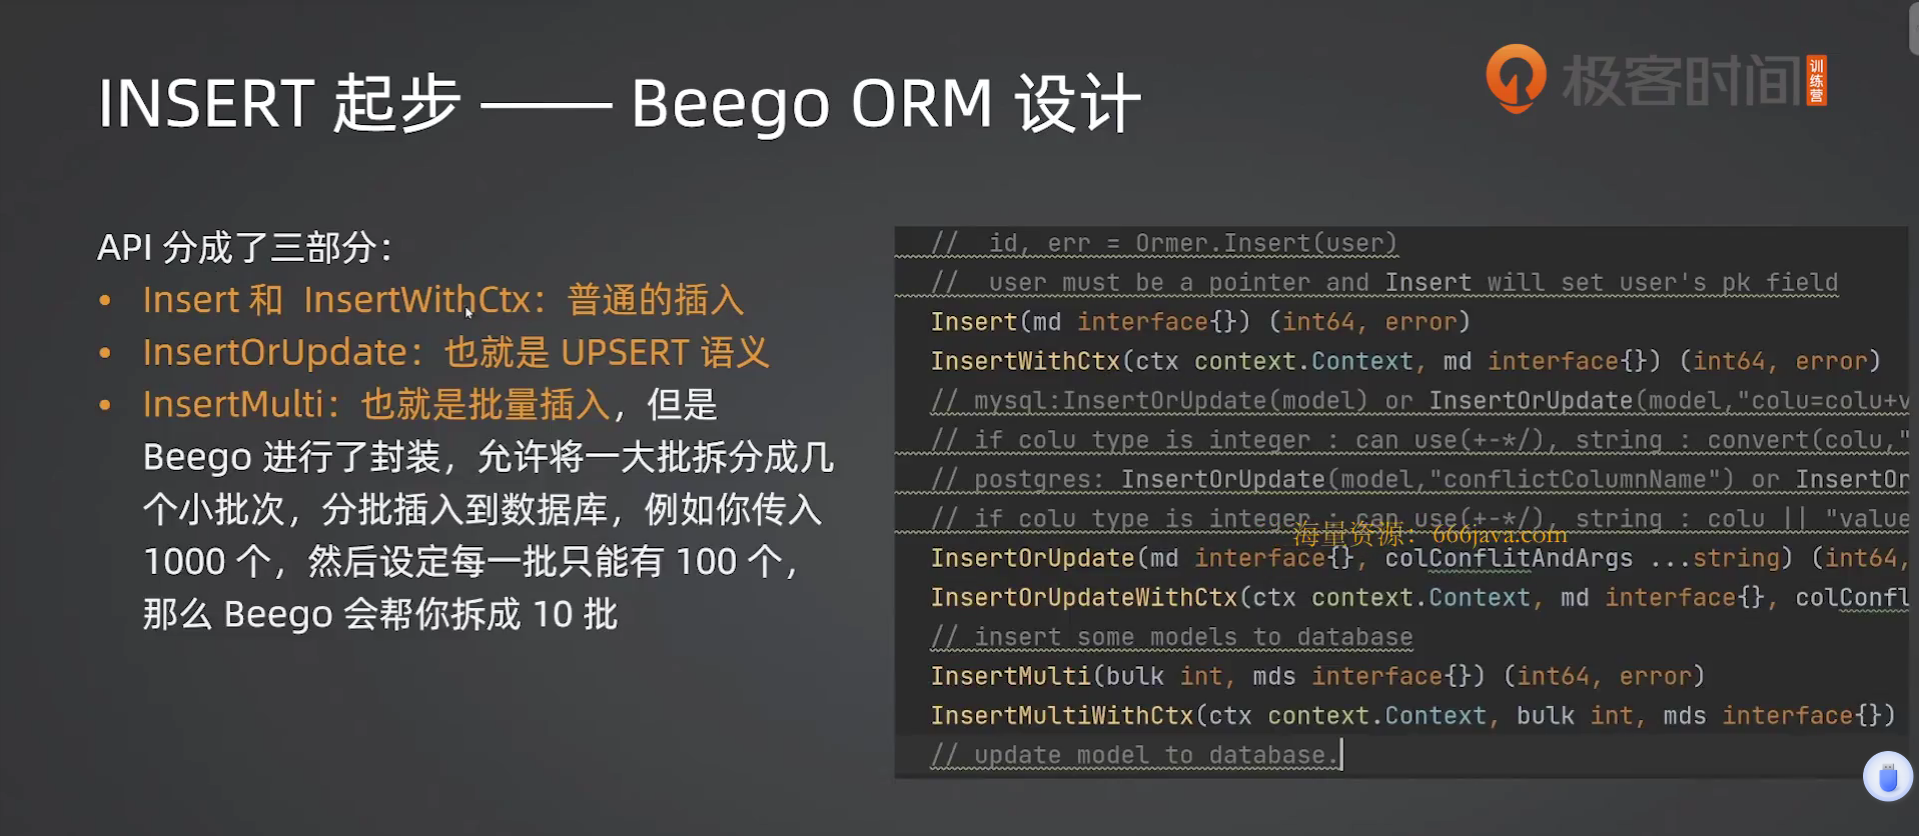 INSERT 起步 —— Beego ORM 设计
极客时间
训练营
API 分成了三部分：
• Insert 和 InsertWithCtx：普通的插入
• InsertOrUpdate：也就是 UPSERT 语义
• InsertMulti：也就是批量插入，但是
Beego 进行了封装，允许将一大批拆分成几
个小批次，分批插入到数据库，例如你传入
1000 个，然后设定每一批只能有 100 个，
那么 Beego 会帮你拆成 10 批
// id, err = Ormer.Insert(user)
// user must be a pointer and Insert will set user's pk field
Insert(md interface{}) (int64, error)
InsertWithCtx(ctx context.Context, md interface{}) (int64, error)
// mysql:InsertOrUpdate(model) or InsertOrUpdate(model,"colu=colu+v
// if colu type is integer : can use(+-*/), string : convert(colu,"
// postgres: InsertOrUpdate(model,"conflictColumnName") or InsertOr
// if colu type is integer : can use(+-*/), string : colu || "value
海量资源：666java.com
InsertOrUpdate(md interface{}, colConflitAndArgs ...string) (int64,
InsertOrUpdateWithCtx(ctx context.Context, md interface{}, colConfl
// insert some models to database
InsertMulti(bulk int, mds interface{}) (int64, error)
InsertMultiWithCtx(ctx context.Context, bulk int, mds interface{})
// update model to database.